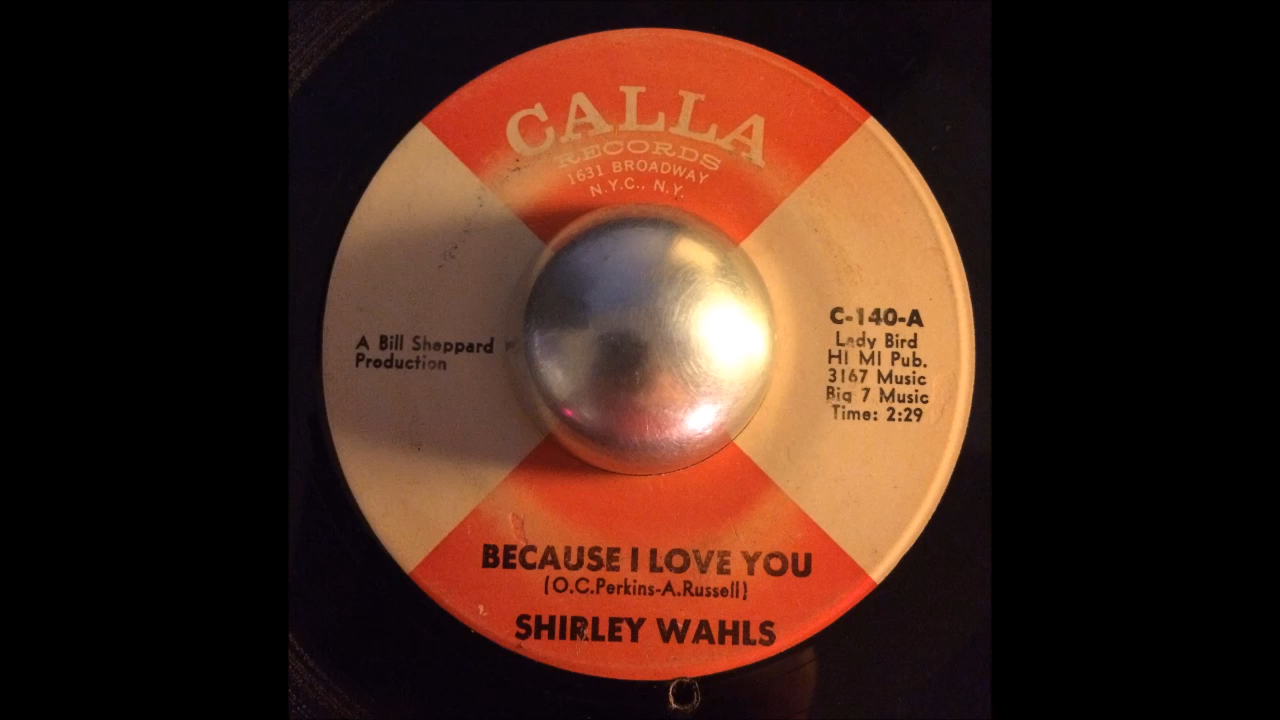 CALLA
RECORDS
1631 BROADWAY
N.Y.C., N.Y.
A Bill Sheppard
Production
C-140-A
Lady Bird
HI MI Pub.
3167 Music
Big 7 Music
Time: 2:29
BECAUSE I LOVE YOU
(O.C.Perkins-A.Russell)
SHIRLEY WAHLS